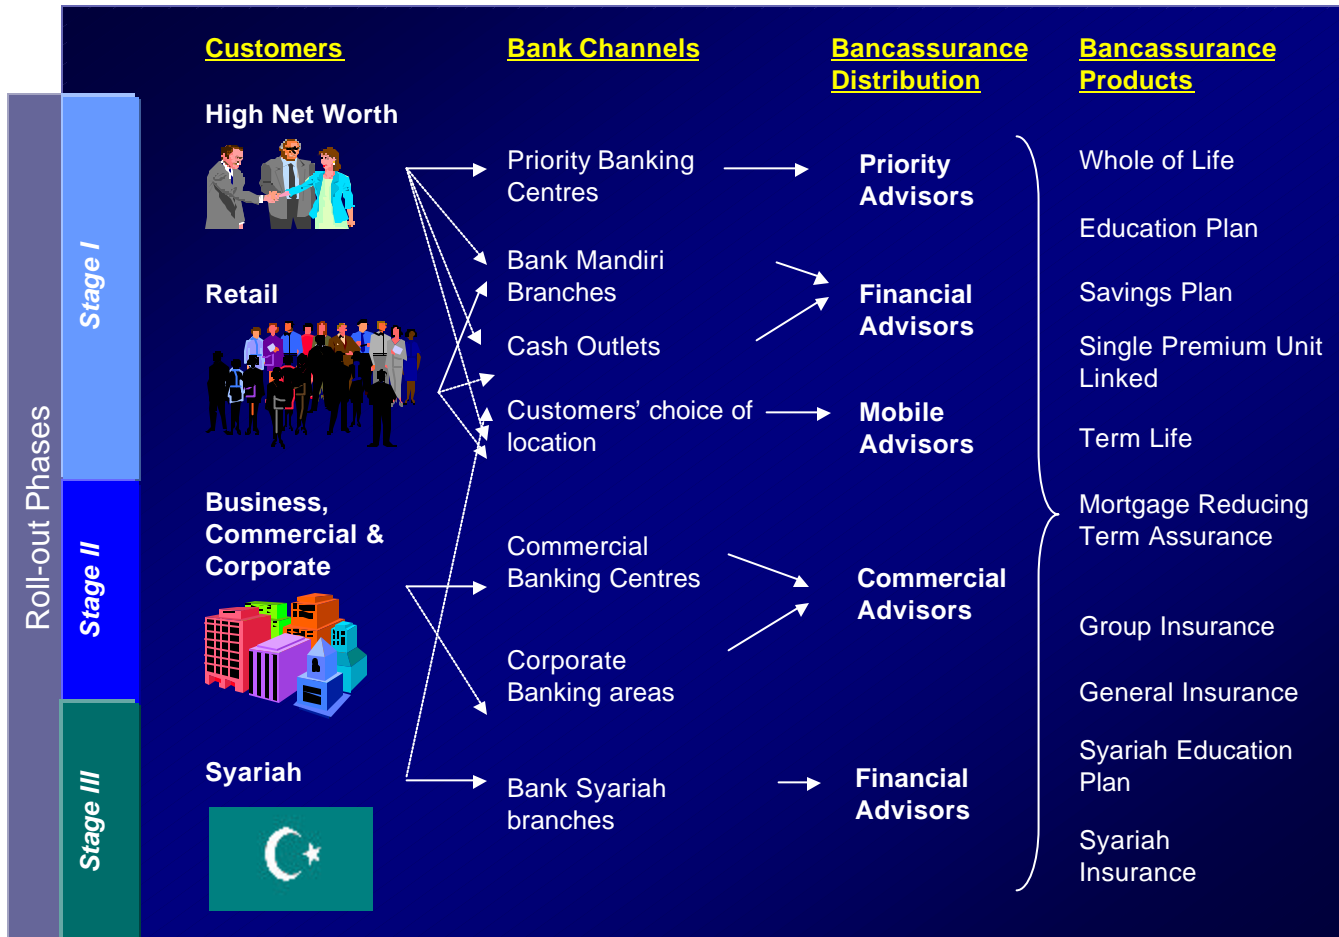 Customers
Bank Channels
Bancassurance
Distribution
Bancassurance
Products
Roll-out Phases
Stage I
Stage II
Stage III
High Net Worth
Retail
Business,
Commercial &
Corporate
Syariah
Priority Banking
Centres
Bank Mandiri
Branches
Cash Outlets
Customers’ choice of
location
Commercial
Banking Centres
Corporate
Banking areas
Bank Syariah
branches
Priority
Advisors
Financial
Advisors
Mobile
Advisors
Commercial
Advisors
Financial
Advisors
Whole of Life
Education Plan
Savings Plan
Single Premium Unit
Linked
Term Life
Mortgage Reducing
Term Assurance
Group Insurance
General Insurance
Syariah Education
Plan
Syariah
Insurance